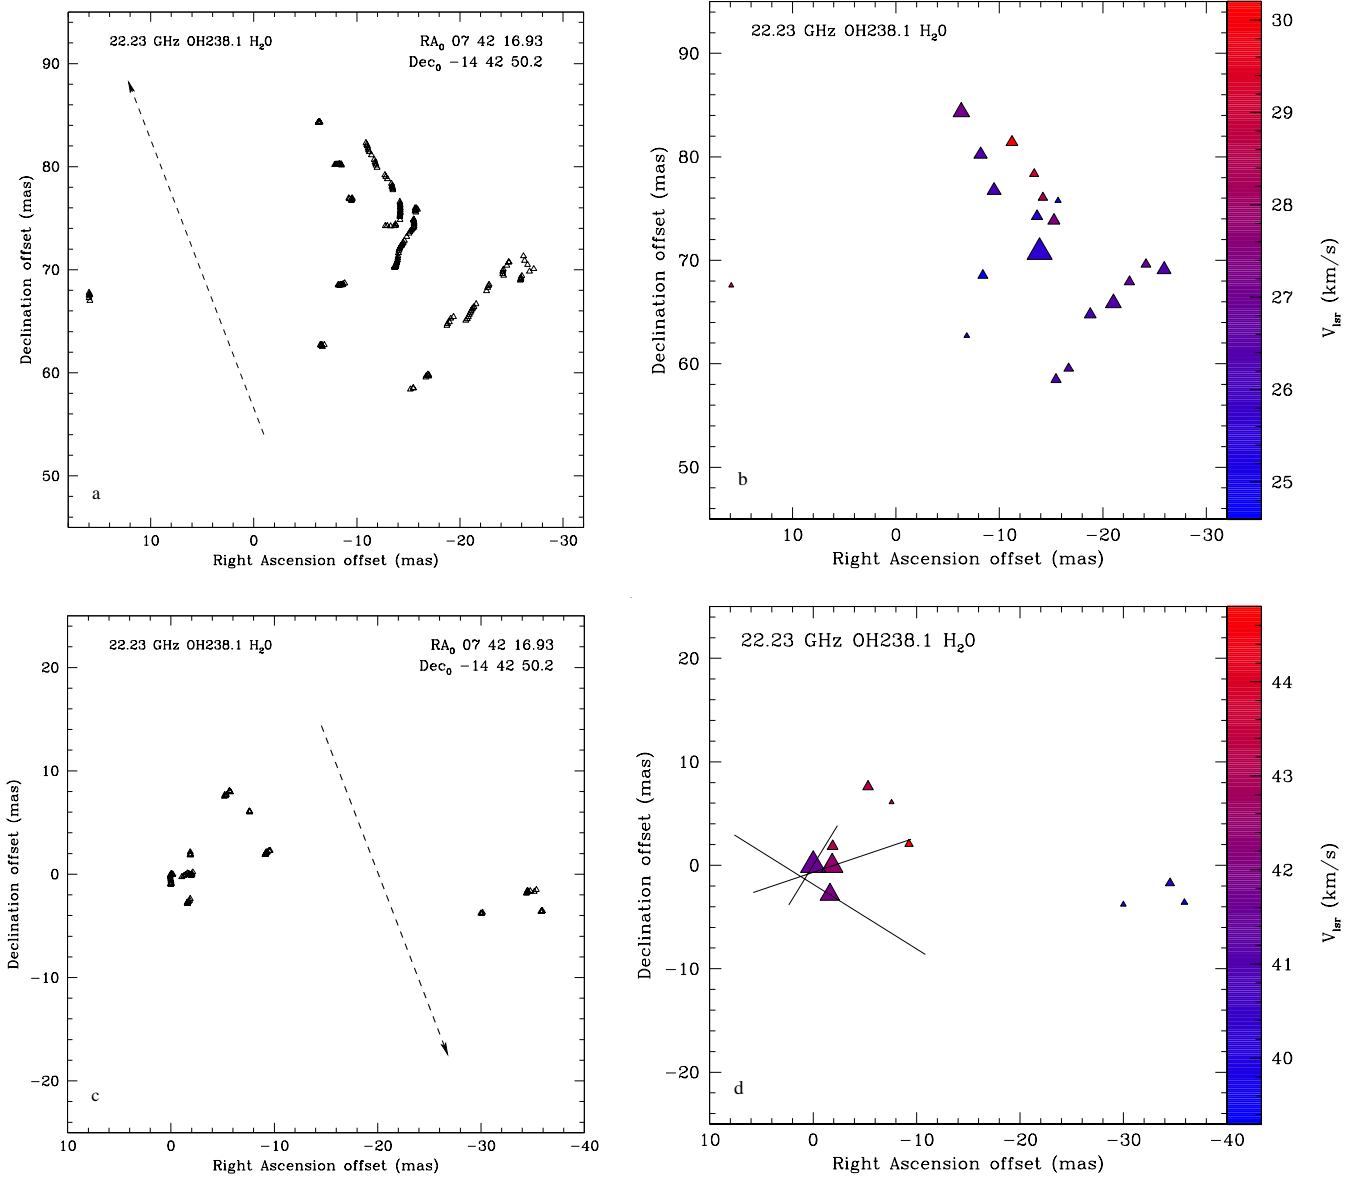 22.23 GHz OH238.1 H₂O
RA₀ 07 42 16.93
Dec₀ −14 42 50.2
90
80
70
60
50
Declination offset (mas)
a
10
0
−10
−20
−30
Right Ascension offset (mas)
22.23 GHz OH238.1 H₂O
90
80
70
60
50
Declination offset (mas)
b
10
0
−10
−20
−30
Right Ascension offset (mas)
30
29
28
27
26
25
V_lsr (km/s)
22.23 GHz OH238.1 H₂O
RA₀ 07 42 16.93
Dec₀ −14 42 50.2
20
10
0
−10
−20
Declination offset (mas)
c
10
0
−10
−20
−30
−40
Right Ascension offset (mas)
22.23 GHz OH238.1 H₂O
20
10
0
−10
−20
Declination offset (mas)
d
10
0
−10
−20
−30
−40
Right Ascension offset (mas)
44
43
42
41
40
V_lsr (km/s)